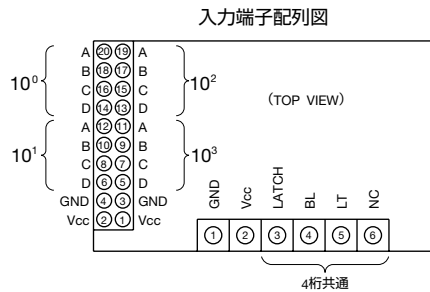 入力端子配列図
A ⑳ ⑲ A
B ⑱ ⑰ B
10⁰ C ⑯ ⑮ C 10²
D ⑭ ⑬ D
(TOP VIEW)
A ⑫ ⑪ A
B ⑩ ⑨ B
10¹ C ⑧ ⑦ C 10³
D ⑥ ⑤ D
GND ④ ③ GND
Vcc ② ① Vcc
GND Vcc LATCH BL LT NC
① ② ③ ④ ⑤ ⑥
4桁共通